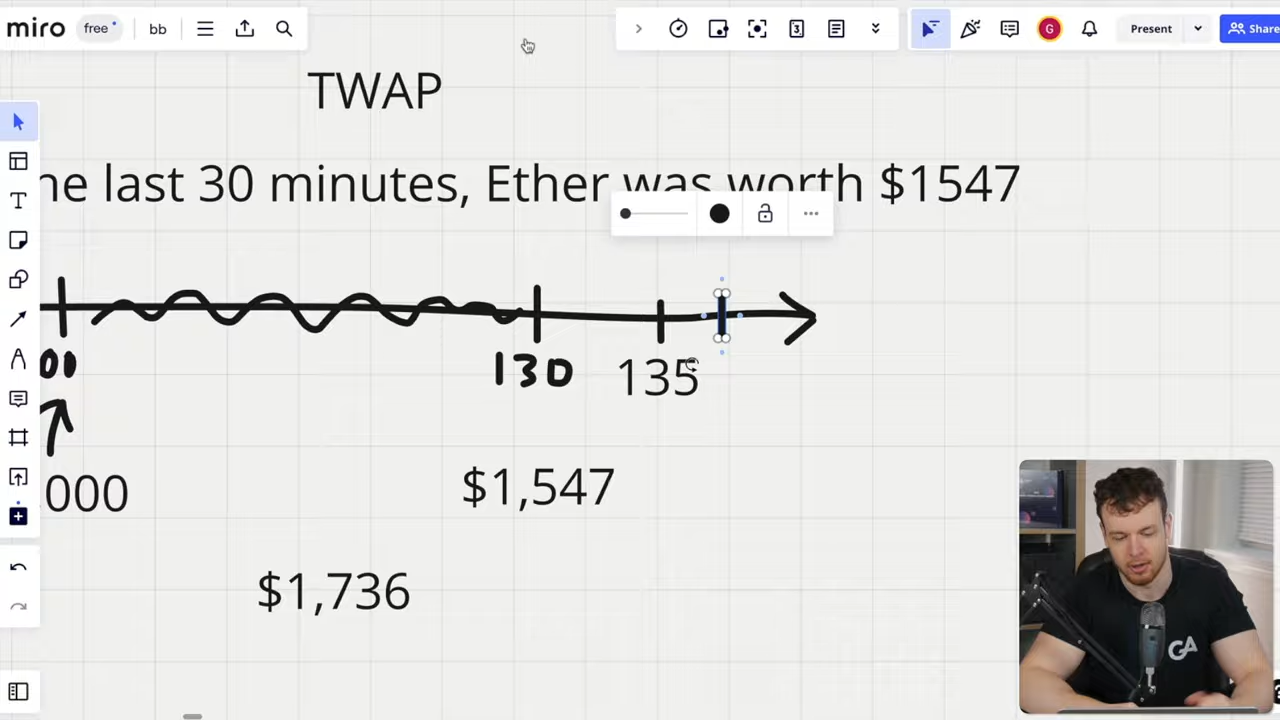 miro free bb
Present Share
G
TWAP
he last 30 minutes, Ether was worth $1547
00 130 135
000 $1,547
$1,736
GA